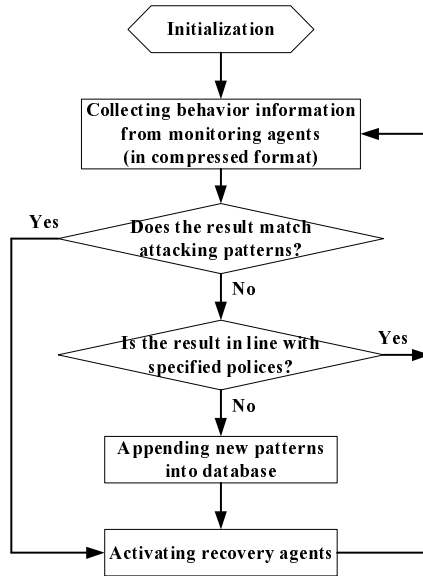 Initialization
Collecting behavior information
from monitoring agents
(in compressed format)
Yes
Does the result match
attacking patterns?
No
Is the result in line with
specified polices?
Yes
No
Appending new patterns
into database
Activating recovery agents